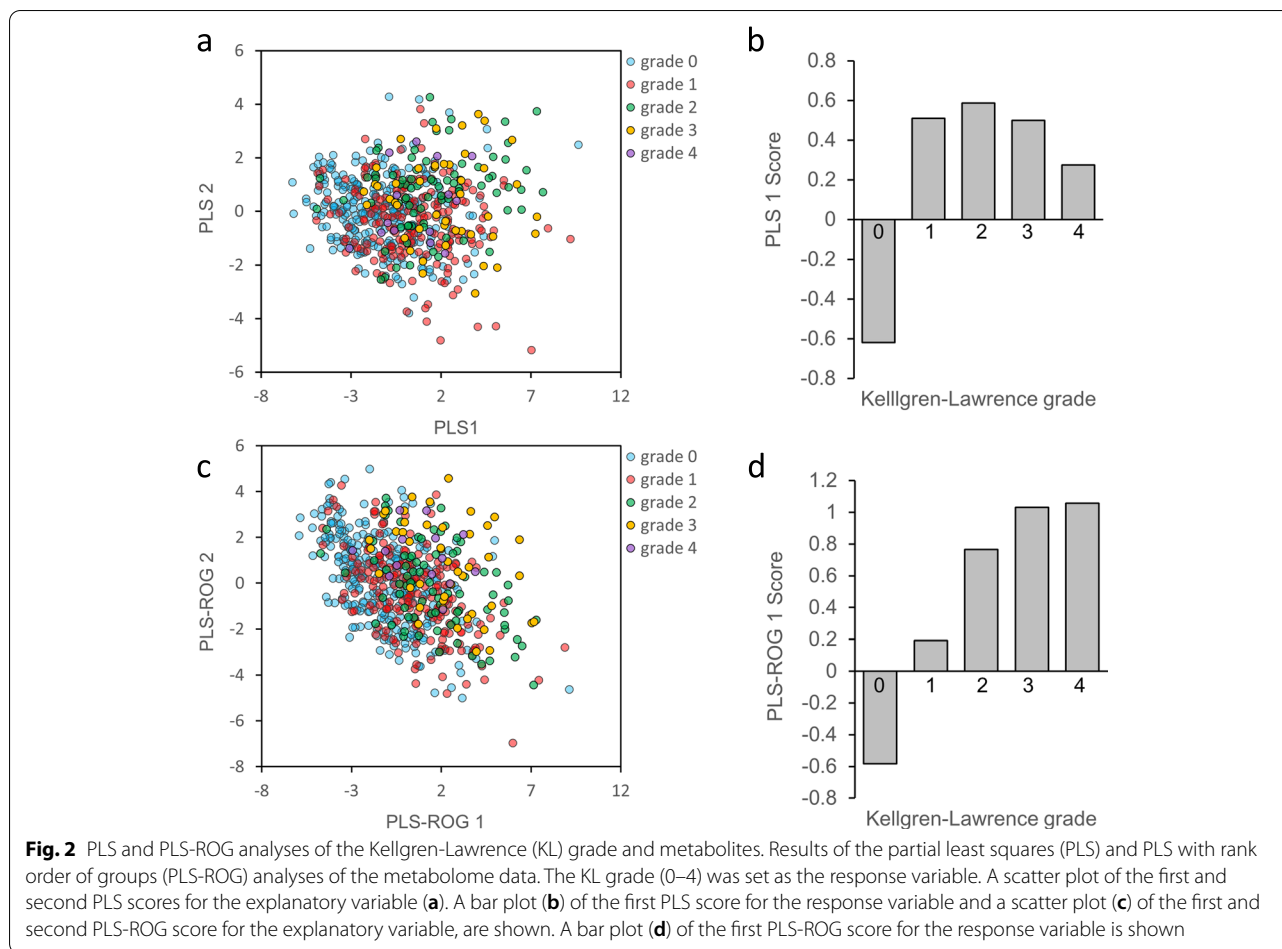 a
6
4
2
0
-2
-4
-6
-8
-3
2
7
12
PLS 2
PLS1
grade 0
grade 1
grade 2
grade 3
grade 4
b
0.8
0.6
0.4
0.2
0
-0.2
-0.4
-0.6
-0.8
PLS 1 Score
0 1 2 3 4
Kelllgren-Lawrence grade
c
6
4
2
0
-2
-4
-6
-8
-8
-3
2
7
12
PLS-ROG 2
PLS-ROG 1
grade 0
grade 1
grade 2
grade 3
grade 4
d
1.2
1
0.8
0.6
0.4
0.2
0
-0.2
-0.4
-0.6
-0.8
PLS-ROG 1 Score
0 1 2 3 4
Kellgren-Lawrence grade
Fig. 2 PLS and PLS-ROG analyses of the Kellgren-Lawrence (KL) grade and metabolites. Results of the partial least squares (PLS) and PLS with rank
order of groups (PLS-ROG) analyses of the metabolome data. The KL grade (0–4) was set as the response variable. A scatter plot of the first and
second PLS scores for the explanatory variable (a). A bar plot (b) of the first PLS score for the response variable and a scatter plot (c) of the first and
second PLS-ROG score for the explanatory variable, are shown. A bar plot (d) of the first PLS-ROG score for the response variable is shown